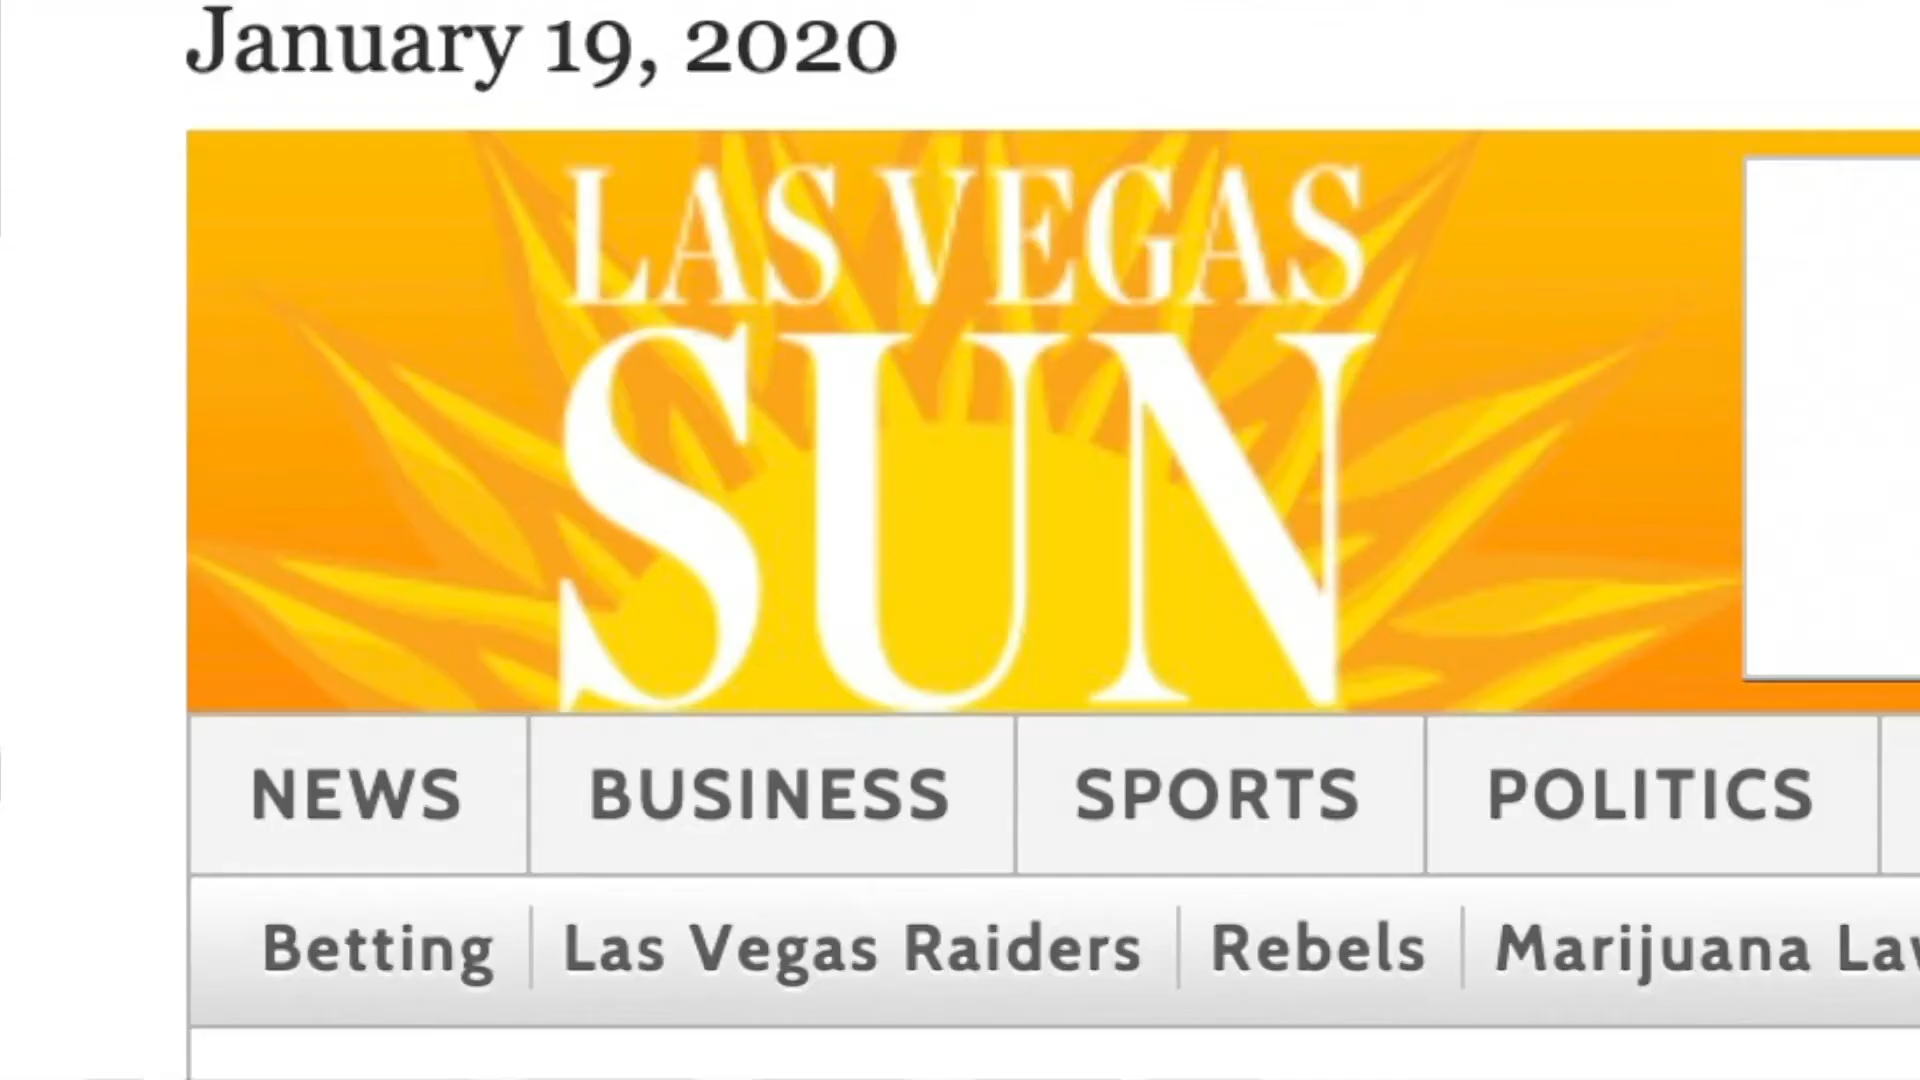 January 19, 2020
LAS VEGAS
SUN
NEWS BUSINESS SPORTS POLITICS
Betting Las Vegas Raiders Rebels Marijuana